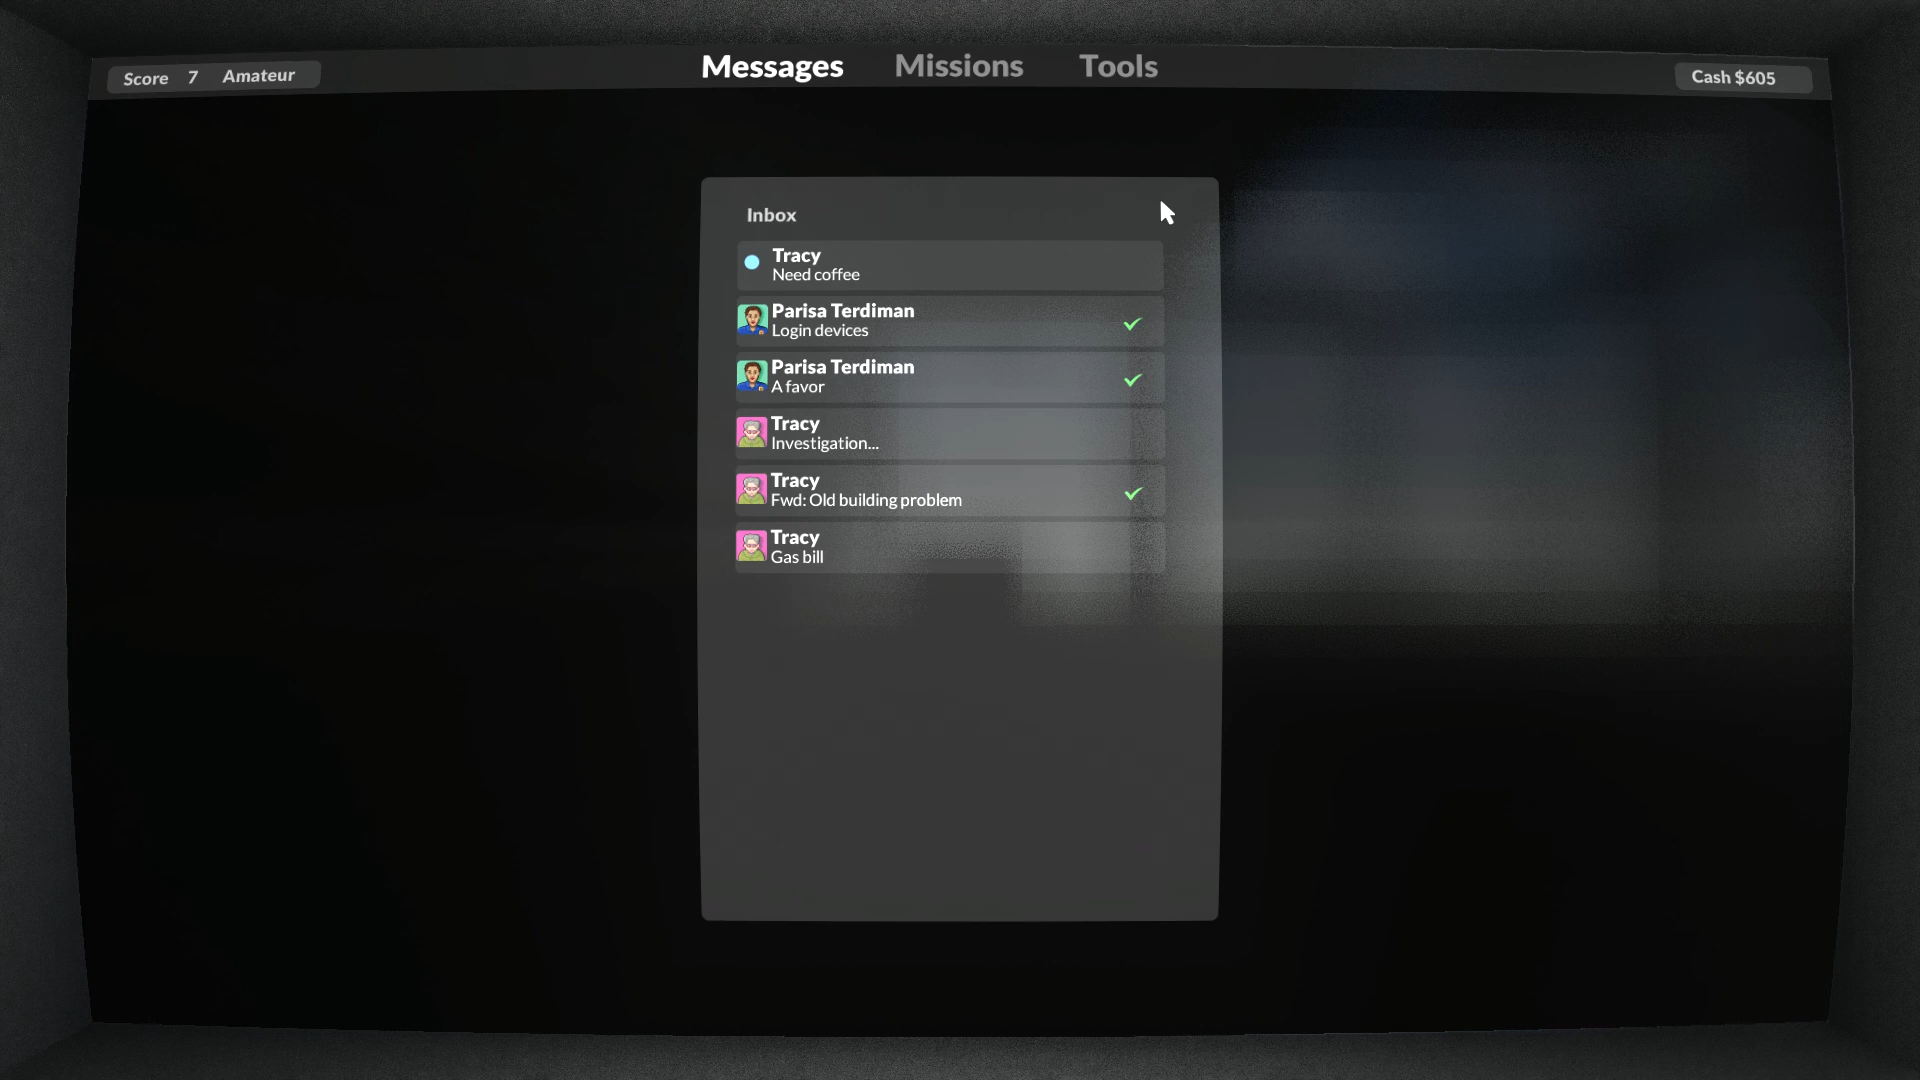 Score 7 Amateur
Messages Missions Tools
Cash $605
Inbox
Tracy
Need coffee
Parisa Terdiman
Login devices
Parisa Terdiman
A favor
Tracy
Investigation...
Tracy
Fwd: Old building problem
Tracy
Gas bill